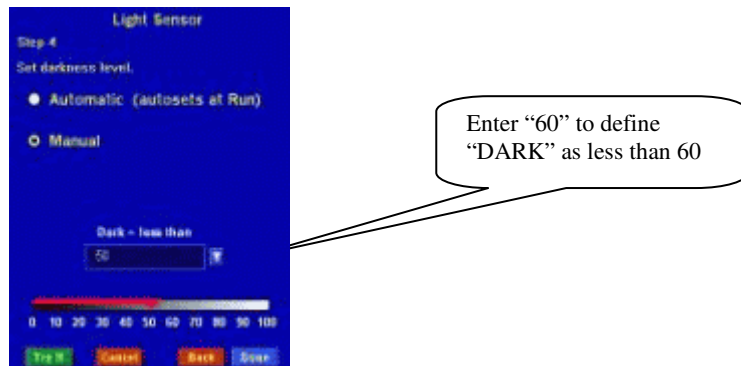 Light Sensor
Step 4
Set darkness level.
Automatic (autosets at Run)
Manual
Enter “60” to define
“DARK” as less than 60
Dark – less than
0 10 20 30 40 50 60 70 80 90 100
Try It Cancel Back Done